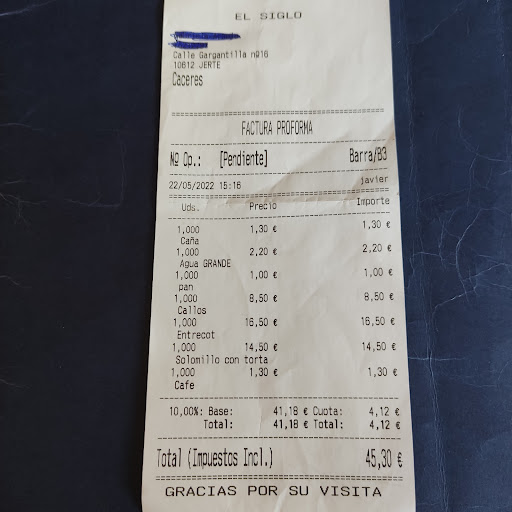 EL SIGLO
Calle Gargantilla nº16
10612 JERTE
Caceres
FACTURA PROFORMA
Nº Op.: [Pendiente] Barra/B3
22/05/2022 15:16 javier
Uds. Precio Importe
1,000 1,30 € 1,30 €
Caña
1,000 2,20 € 2,20 €
Agua GRANDE
1,000 1,00 € 1,00 €
pan
1,000 8,50 € 8,50 €
Callos
1,000 16,50 € 16,50 €
Entrecot
1,000 14,50 € 14,50 €
Solomillo con torta
1,000 1,30 € 1,30 €
Cafe
10,00%: Base: 41,18 € Cuota: 4,12 €
Total: 41,18 € Total: 4,12 €
Total (Impuestos Incl.) 45,30 €
GRACIAS POR SU VISITA